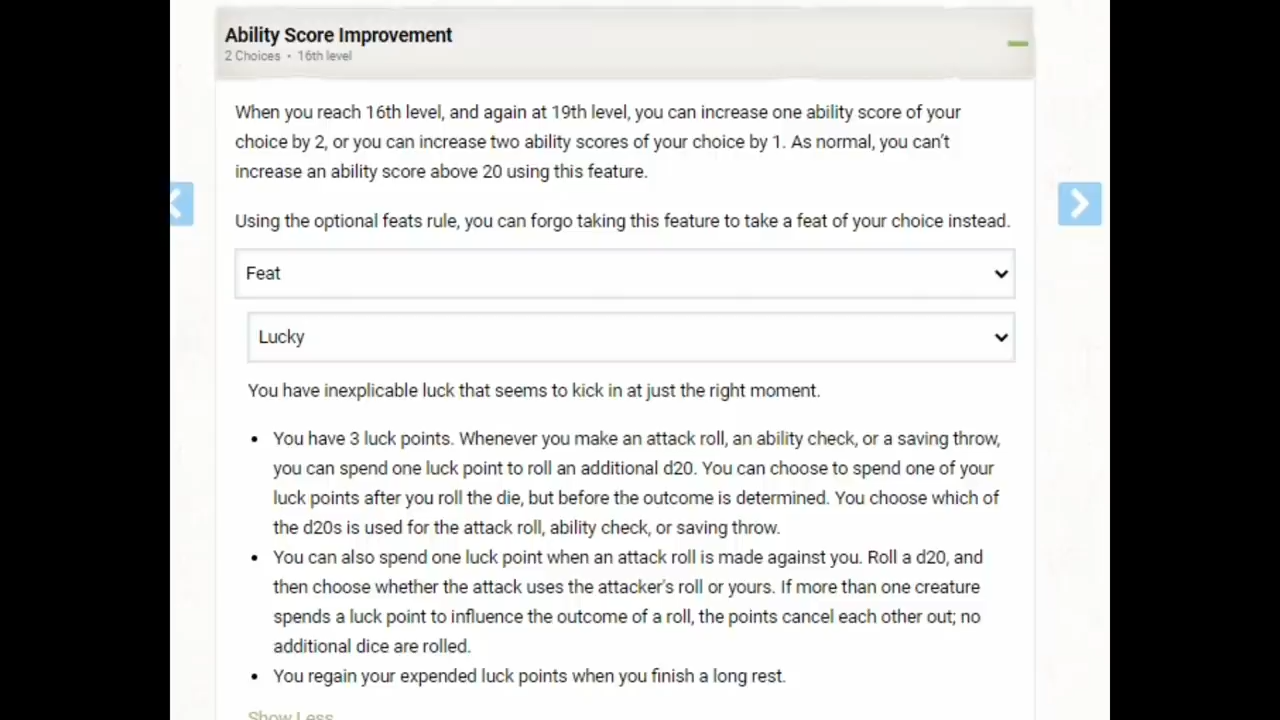 Ability Score Improvement
2 Choices • 16th level
When you reach 16th level, and again at 19th level, you can increase one ability score of your
choice by 2, or you can increase two ability scores of your choice by 1. As normal, you can't
increase an ability score above 20 using this feature.
Using the optional feats rule, you can forgo taking this feature to take a feat of your choice instead.
Feat
Lucky
You have inexplicable luck that seems to kick in at just the right moment.
• You have 3 luck points. Whenever you make an attack roll, an ability check, or a saving throw,
you can spend one luck point to roll an additional d20. You can choose to spend one of your
luck points after you roll the die, but before the outcome is determined. You choose which of
the d20s is used for the attack roll, ability check, or saving throw.
• You can also spend one luck point when an attack roll is made against you. Roll a d20, and
then choose whether the attack uses the attacker's roll or yours. If more than one creature
spends a luck point to influence the outcome of a roll, the points cancel each other out; no
additional dice are rolled.
• You regain your expended luck points when you finish a long rest.
Show Less